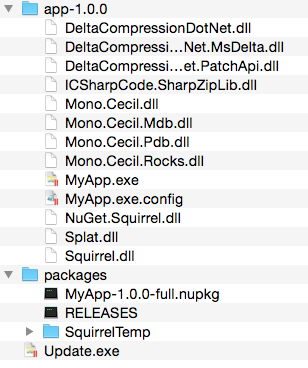 app-1.0.0
DeltaCompressionDotNet.dll
DeltaCompressi...Net.MsDelta.dll
DeltaCompressi...et.PatchApi.dll
ICSharpCode.SharpZipLib.dll
Mono.Cecil.dll
Mono.Cecil.Mdb.dll
Mono.Cecil.Pdb.dll
Mono.Cecil.Rocks.dll
MyApp.exe
MyApp.exe.config
NuGet.Squirrel.dll
Splat.dll
Squirrel.dll
packages
MyApp-1.0.0-full.nupkg
RELEASES
SquirrelTemp
Update.exe